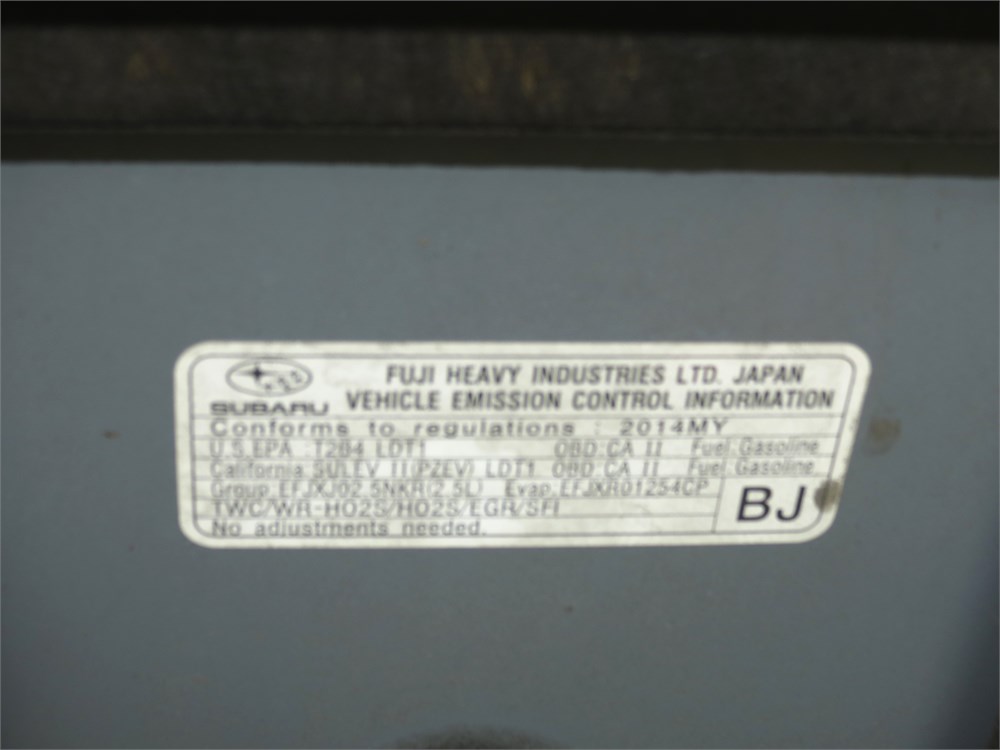 SUBARU
FUJI HEAVY INDUSTRIES LTD. JAPAN
VEHICLE EMISSION CONTROL INFORMATION
Conforms to regulations : 2014MY
U.S.EPA : T2B4 LDT1 OBD:CA II Fuel:Gasoline
California:SULEV II(PZEV) LDT1 OBD:CA II Fuel:Gasoline
Group:EFJXJ02.5NKR(2.5L) Evap:EFJXR01254CP
TWC/WR-HO2S/HO2S/EGR/SFI
No adjustments needed.
BJ